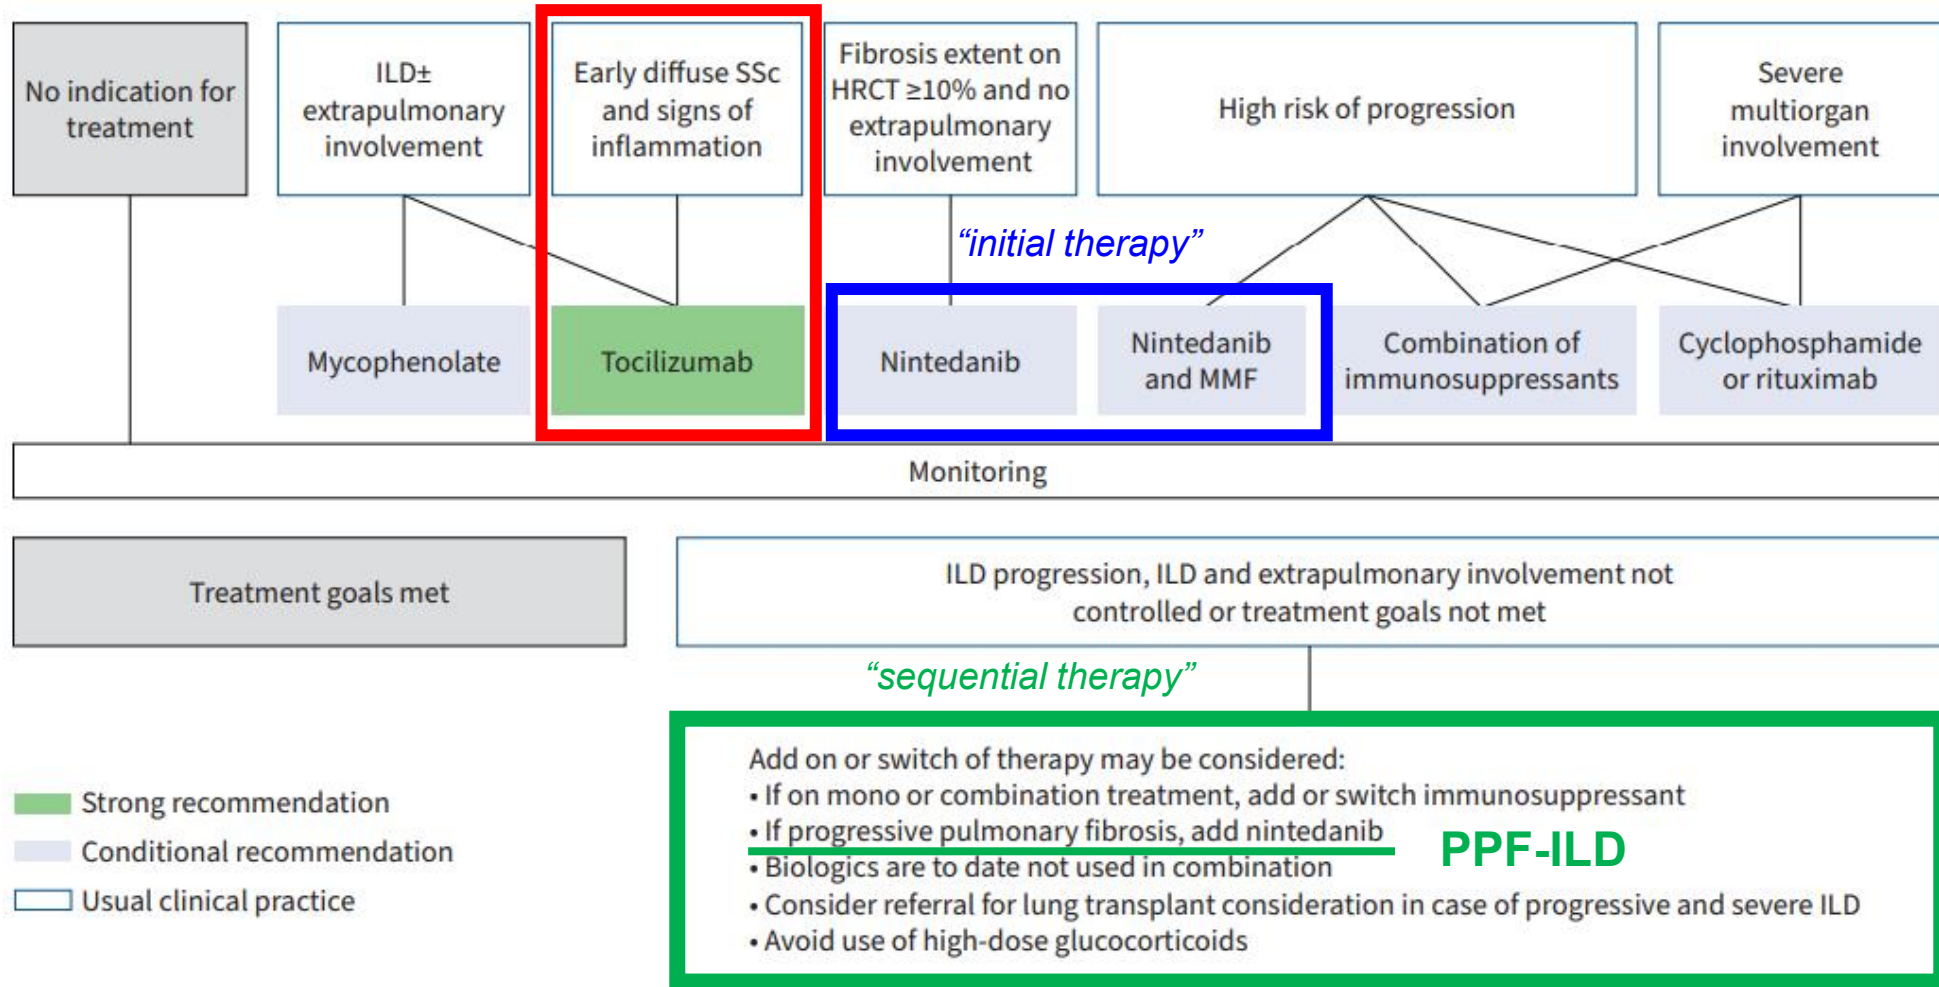 No indication for
treatment
ILD±
extrapulmonary
involvement
Early diffuse SSc
and signs of
inflammation
Fibrosis extent on
HRCT ≥10% and no
extrapulmonary
involvement
High risk of progression
Severe
multiorgan
involvement
“initial therapy”
Mycophenolate
Tocilizumab
Nintedanib
Nintedanib
and MMF
Combination of
immunosuppressants
Cyclophosphamide
or rituximab
Monitoring
Treatment goals met
ILD progression, ILD and extrapulmonary involvement not
controlled or treatment goals not met
“sequential therapy”
Strong recommendation
Conditional recommendation
Usual clinical practice
Add on or switch of therapy may be considered:
• If on mono or combination treatment, add or switch immunosuppressant
• If progressive pulmonary fibrosis, add nintedanib
PPF-ILD
• Biologics are to date not used in combination
• Consider referral for lung transplant consideration in case of progressive and severe ILD
• Avoid use of high-dose glucocorticoids